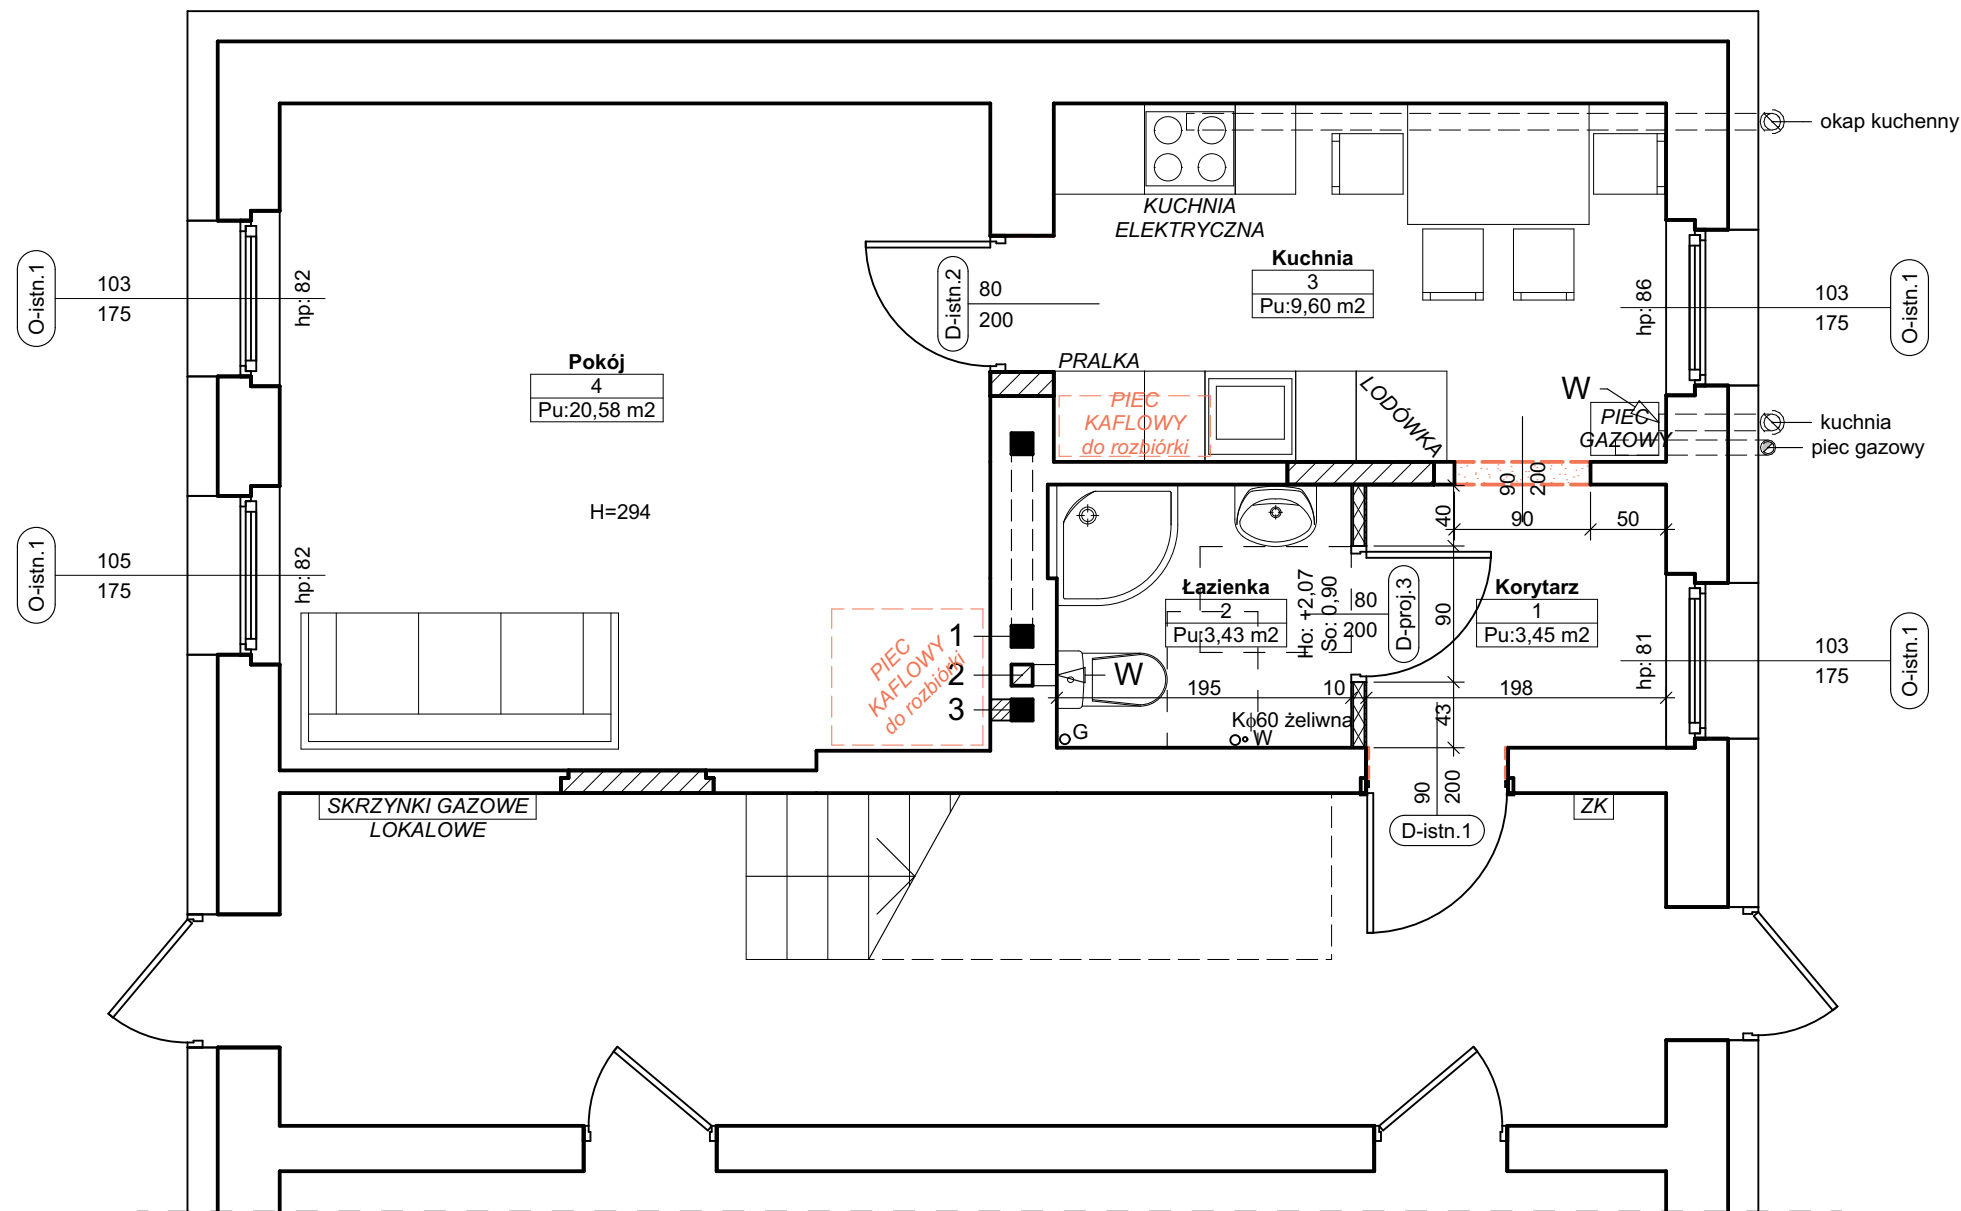 okap kuchenny
KUCHNIA
ELEKTRYCZNA
Kuchnia
3
Pu:9,60 m2
O-istn.1
103
175
hp: 82
D-istn.2
80
200
hp: 86
103
175
O-istn.1
Pokój
4
Pu:20,58 m2
PRALKA
PIEC
KAFLOWY
do rozbiórki
LODÓWKA
W
PIEC
GAZOWY
kuchnia
piec gazowy
H=294
90
200
40
90
50
O-istn.1
105
175
hp: 82
Łazienka
2
Pu:3,43 m2
Ho: +2,07
So: 0,90
80
200
D-proj.3
90
Korytarz
1
Pu:3,45 m2
hp: 81
103
175
O-istn.1
PIEC
KAFLOWY
do rozbiórki
1
2
3
W
195
10
198
43
Kϕ60 żeliwna
G
W
90
200
D-istn.1
SKRZYNKI GAZOWE
LOKALOWE
ZK